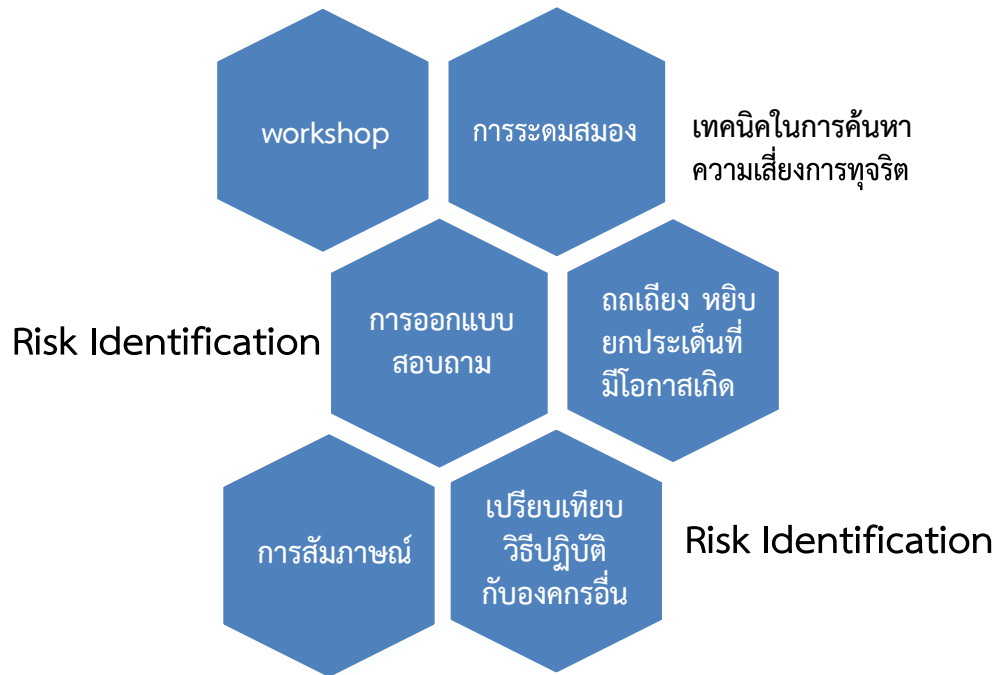 workshop
การระดมสมอง
เทคนิคในการค้นหา
ความเสี่ยงการทุจริต
Risk Identification
การออกแบบ
สอบถาม
ถถเถียง หยิบ
ยกประเด็นที่
มีโอกาสเกิด
การสัมภาษณ์
เปรียบเทียบ
วิธีปฏิบัติ
กับองคกรอื่น
Risk Identification